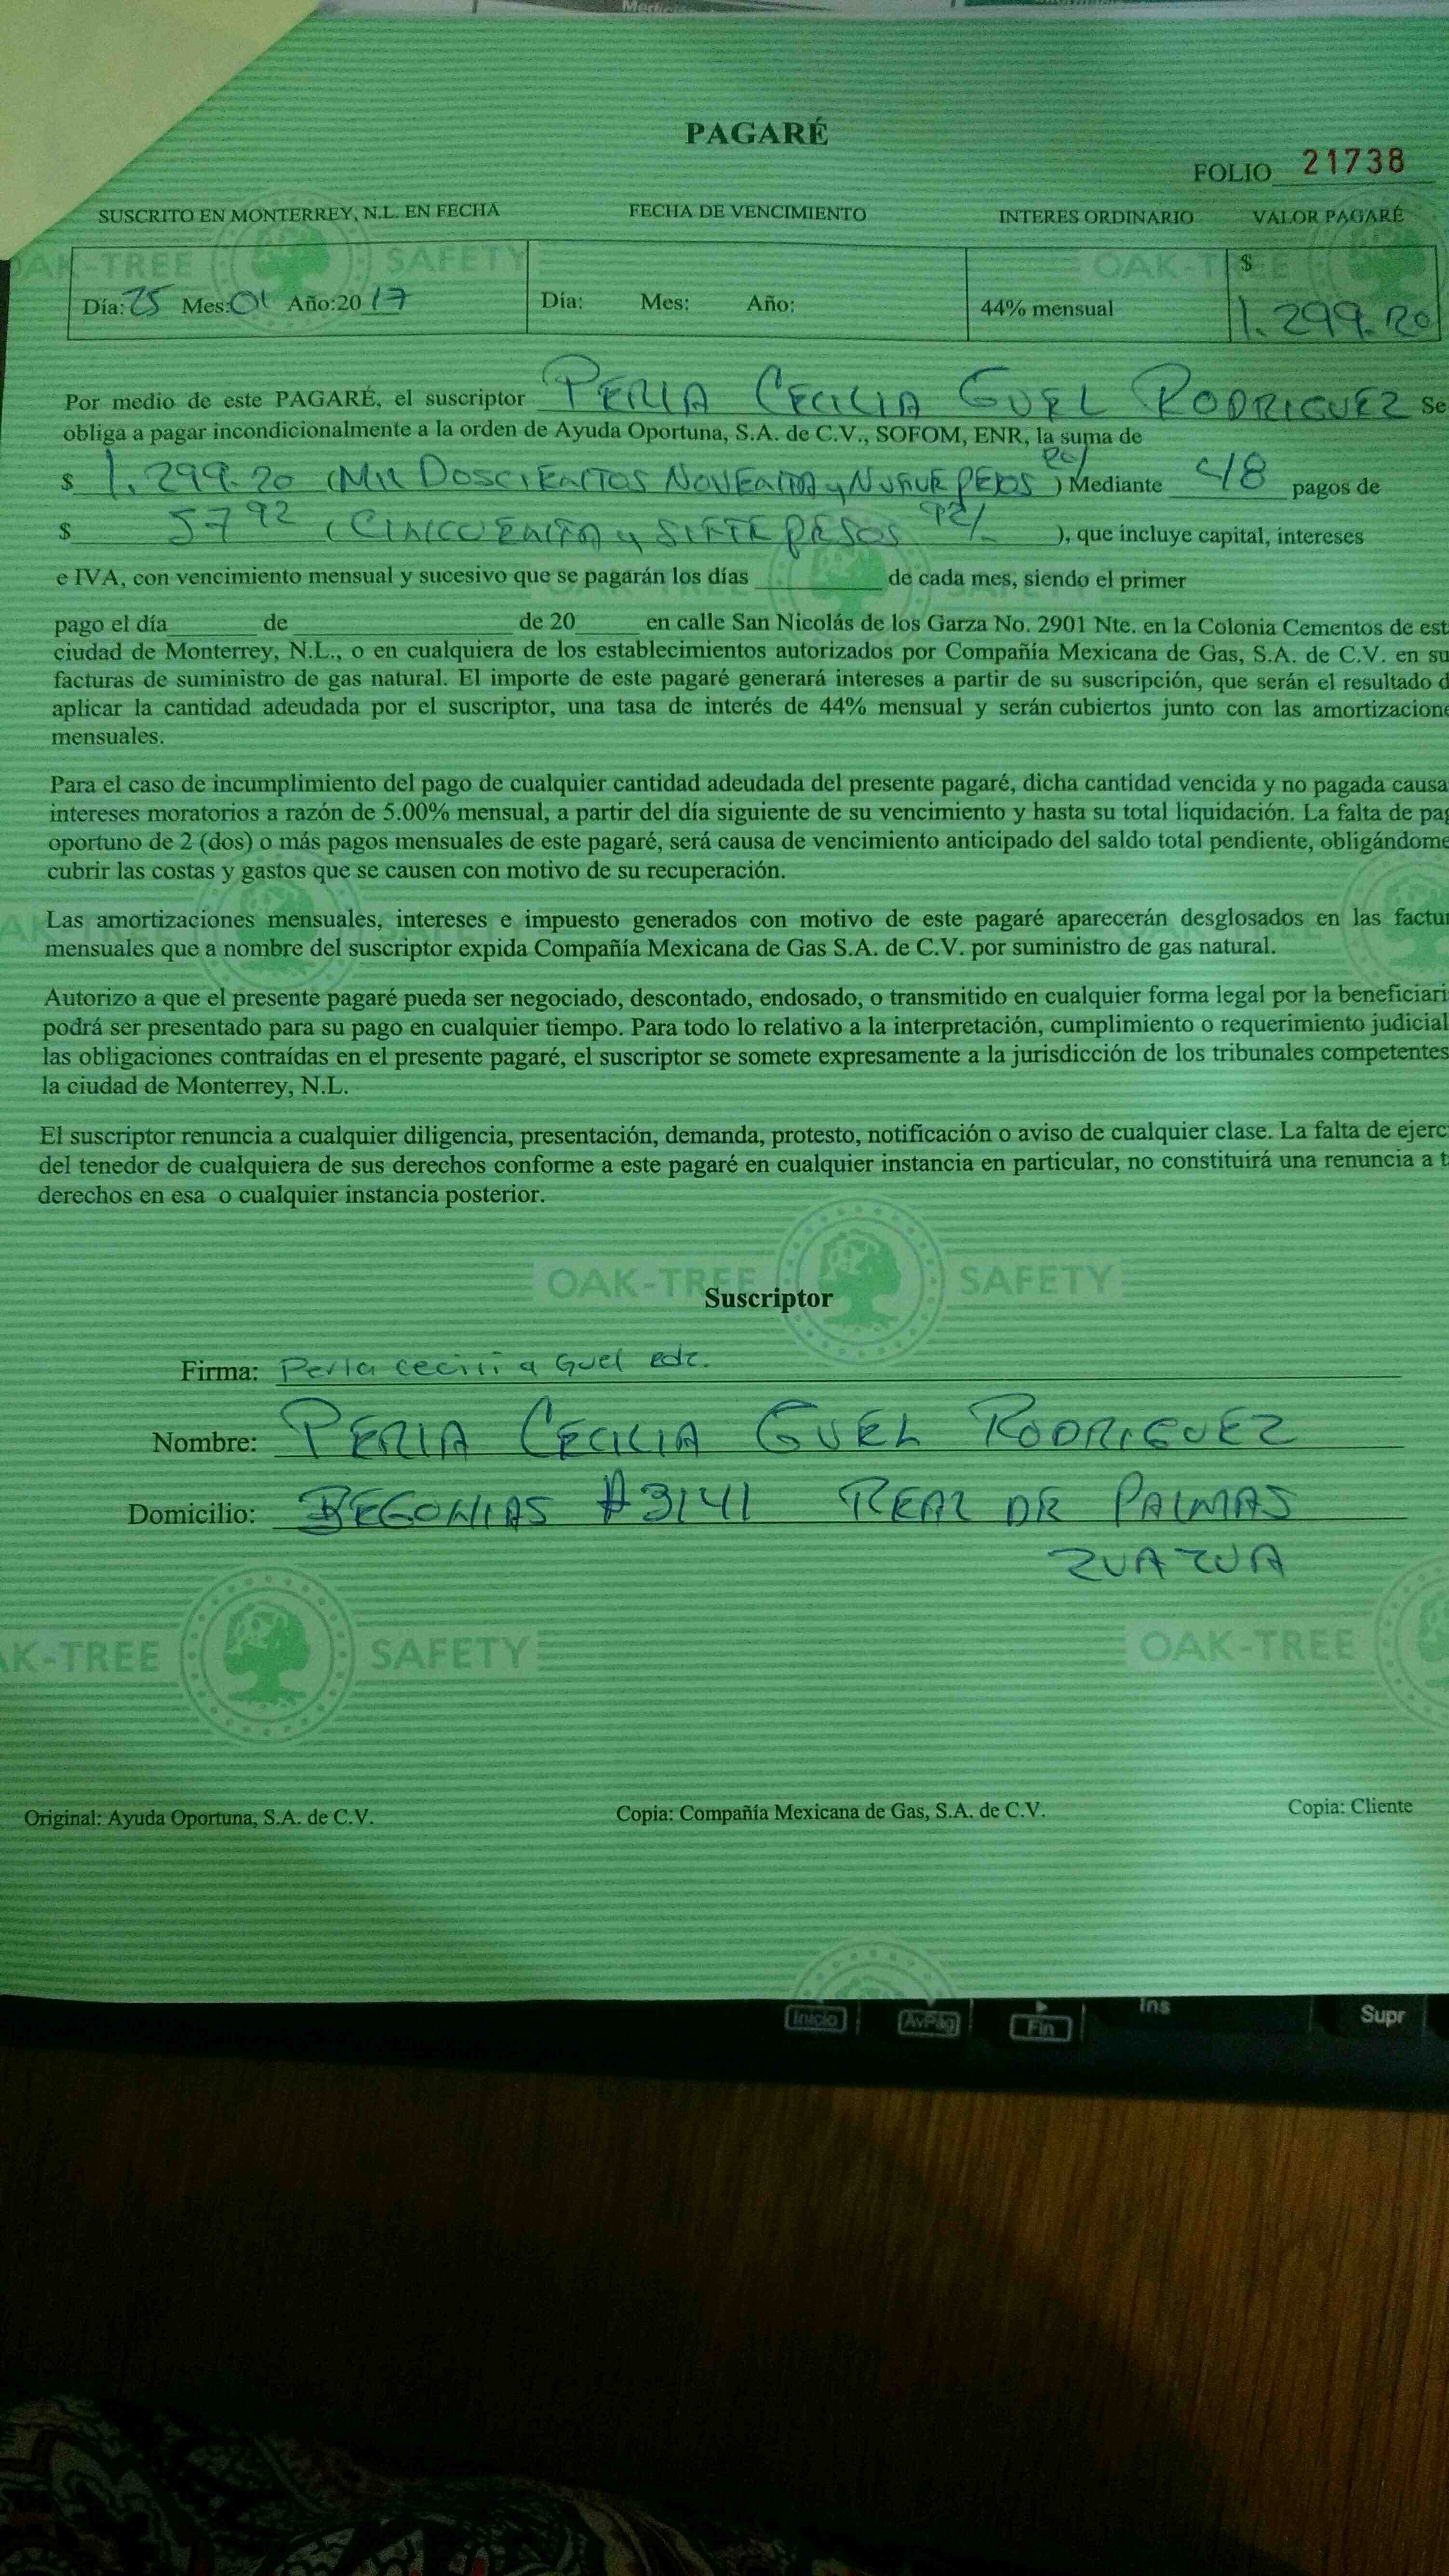 PAGARÉ
FOLIO 21738
SUSCRITO EN MONTERREY, N.L. EN FECHA FECHA DE VENCIMIENTO INTERES ORDINARIO VALOR PAGARÉ
OAK-TREE SAFETY OAK-TREE
Día: 25 Mes: 01 Año:20 17 Día: Mes: Año: 44% mensual $ 1.299.20
Por medio de este PAGARÉ, el suscriptor PERLA CECILIA GUEL RODRIGUEZ Se
obliga a pagar incondicionalmente a la orden de Ayuda Oportuna, S.A. de C.V., SOFOM, ENR, la suma de
$ 1.299.20 (MIL DOSCIENTOS NOVENTA y NUEVE PESOS 20/ ) Mediante 48 pagos de
$ 57 92 (CINCUENTA y SIETE PESOS 92/. ), que incluye capital, intereses
e IVA, con vencimiento mensual y sucesivo que se pagarán los días de cada mes, siendo el primer
pago el día de de 20 en calle San Nicolás de los Garza No. 2901 Nte. en la Colonia Cementos de est
ciudad de Monterrey, N.L., o en cualquiera de los establecimientos autorizados por Compañía Mexicana de Gas, S.A. de C.V. en su
facturas de suministro de gas natural. El importe de este pagaré generará intereses a partir de su suscripción, que serán el resultado d
aplicar la cantidad adeudada por el suscriptor, una tasa de interés de 44% mensual y serán cubiertos junto con las amortizacione
mensuales.
Para el caso de incumplimiento del pago de cualquier cantidad adeudada del presente pagaré, dicha cantidad vencida y no pagada causa
intereses moratorios a razón de 5.00% mensual, a partir del día siguiente de su vencimiento y hasta su total liquidación. La falta de pag
oportuno de 2 (dos) o más pagos mensuales de este pagaré, será causa de vencimiento anticipado del saldo total pendiente, obligándome
cubrir las costas y gastos que se causen con motivo de su recuperación.
Las amortizaciones mensuales, intereses e impuesto generados con motivo de este pagaré aparecerán desglosados en las factur
mensuales que a nombre del suscriptor expida Compañía Mexicana de Gas S.A. de C.V. por suministro de gas natural.
Autorizo a que el presente pagaré pueda ser negociado, descontado, endosado, o transmitido en cualquier forma legal por la beneficiari
podrá ser presentado para su pago en cualquier tiempo. Para todo lo relativo a la interpretación, cumplimiento o requerimiento judicial
las obligaciones contraídas en el presente pagaré, el suscriptor se somete expresamente a la jurisdicción de los tribunales competentes
la ciudad de Monterrey, N.L.
El suscriptor renuncia a cualquier diligencia, presentación, demanda, protesto, notificación o aviso de cualquier clase. La falta de ejerc
del tenedor de cualquiera de sus derechos conforme a este pagaré en cualquier instancia en particular, no constituirá una renuncia a t
derechos en esa o cualquier instancia posterior.
OAK-TREE SAFETY
Suscriptor
Firma: Perla cecilia Guel rdz.
Nombre: PERLA CECILIA GUEL RODRIGUEZ
Domicilio: BEGONIAS #3141 REAL DE PALMAS
ZUAZUA
OAK-TREE SAFETY OAK-TREE
Original: Ayuda Oportuna, S.A. de C.V. Copia: Compañía Mexicana de Gas, S.A. de C.V. Copia: Cliente
Inicio AvPág Fin Ins Supr